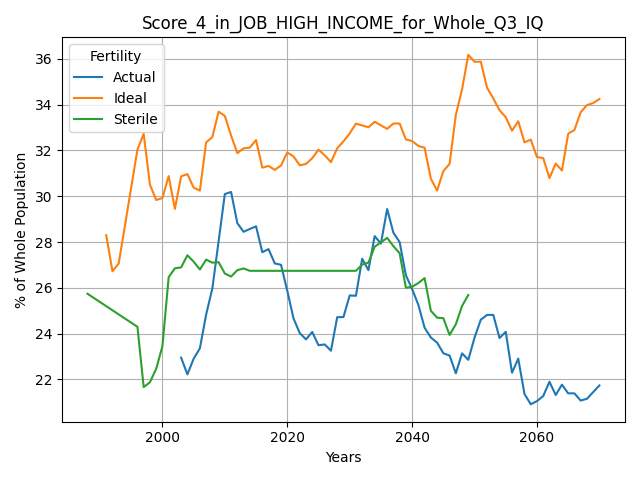 Score_4_in_JOB_HIGH_INCOME_for_Whole_Q3_IQ
Fertility
Actual
Ideal
Sterile
% of Whole Population
36
34
32
30
28
26
24
22
2000
2020
2040
2060
Years